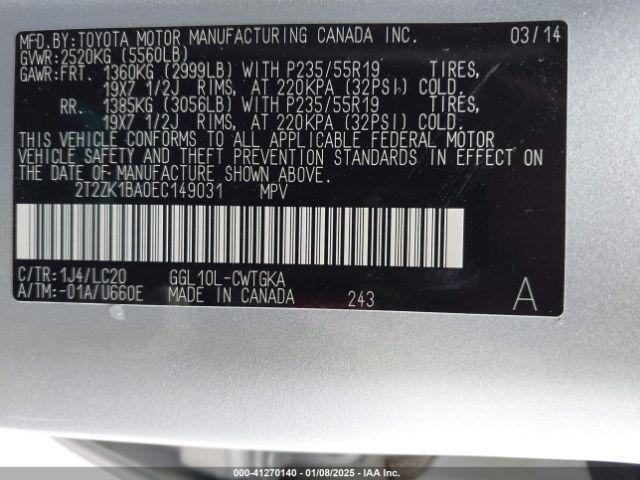 MFD.BY:TOYOTA MOTOR MANUFACTURING CANADA INC. 03/14
GVWR:2520KG (5560LB)
GAWR:FRT. 1360KG (2999LB) WITH P235/55R19 TIRES,
19X7 1/2J RIMS, AT 220KPA (32PSI) COLD.
RR. 1385KG (3056LB) WITH P235/55R19 TIRES,
19X7 1/2J RIMS, AT 220KPA (32PSI) COLD.
THIS VEHICLE CONFORMS TO ALL APPLICABLE FEDERAL MOTOR
VEHICLE SAFETY AND THEFT PREVENTION STANDARDS IN EFFECT ON
THE DATE OF MANUFACTURE SHOWN ABOVE.
2T2ZK1BA0EC149031 MPV
C/TR:1J4/LC20 GGL10L-CWTGKA
A/TM:-01A/U660E MADE IN CANADA 243 A
000-41270140 - 01/08/2025 - IAA Inc.